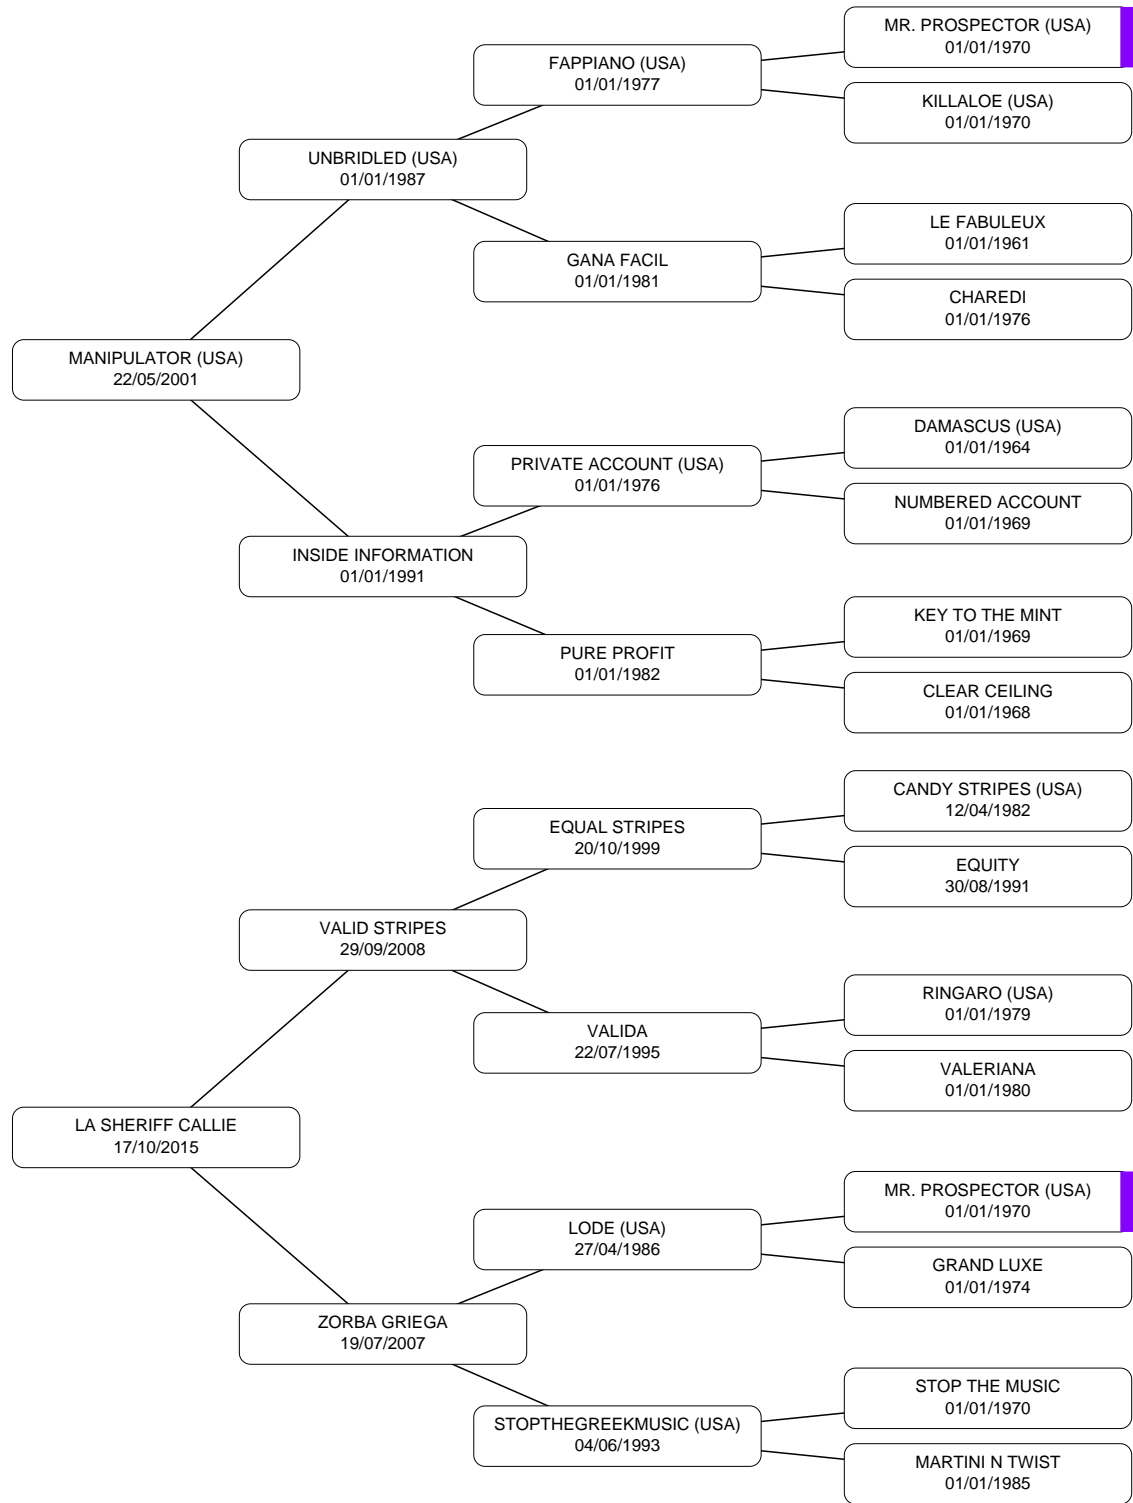 MR. PROSPECTOR (USA)
01/01/1970
FAPPIANO (USA)
01/01/1977
KILLALOE (USA)
01/01/1970
UNBRIDLED (USA)
01/01/1987
LE FABULEUX
01/01/1961
GANA FACIL
01/01/1981
CHAREDI
01/01/1976
MANIPULATOR (USA)
22/05/2001
DAMASCUS (USA)
01/01/1964
PRIVATE ACCOUNT (USA)
01/01/1976
NUMBERED ACCOUNT
01/01/1969
INSIDE INFORMATION
01/01/1991
KEY TO THE MINT
01/01/1969
PURE PROFIT
01/01/1982
CLEAR CEILING
01/01/1968
CANDY STRIPES (USA)
12/04/1982
EQUAL STRIPES
20/10/1999
EQUITY
30/08/1991
VALID STRIPES
29/09/2008
RINGARO (USA)
01/01/1979
VALIDA
22/07/1995
VALERIANA
01/01/1980
LA SHERIFF CALLIE
17/10/2015
MR. PROSPECTOR (USA)
01/01/1970
LODE (USA)
27/04/1986
GRAND LUXE
01/01/1974
ZORBA GRIEGA
19/07/2007
STOP THE MUSIC
01/01/1970
STOPTHEGREEKMUSIC (USA)
04/06/1993
MARTINI N TWIST
01/01/1985